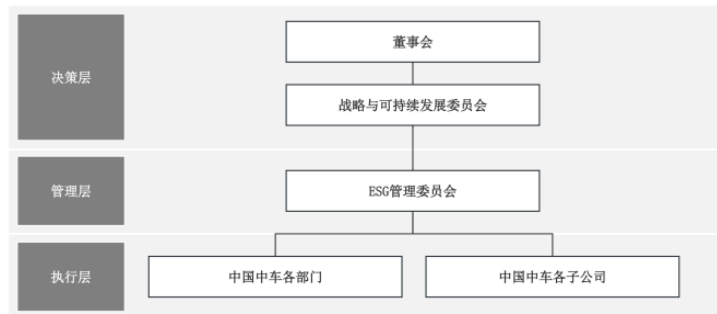 决策层
董事会
战略与可持续发展委员会
管理层
ESG管理委员会
执行层
中国中车各部门
中国中车各子公司